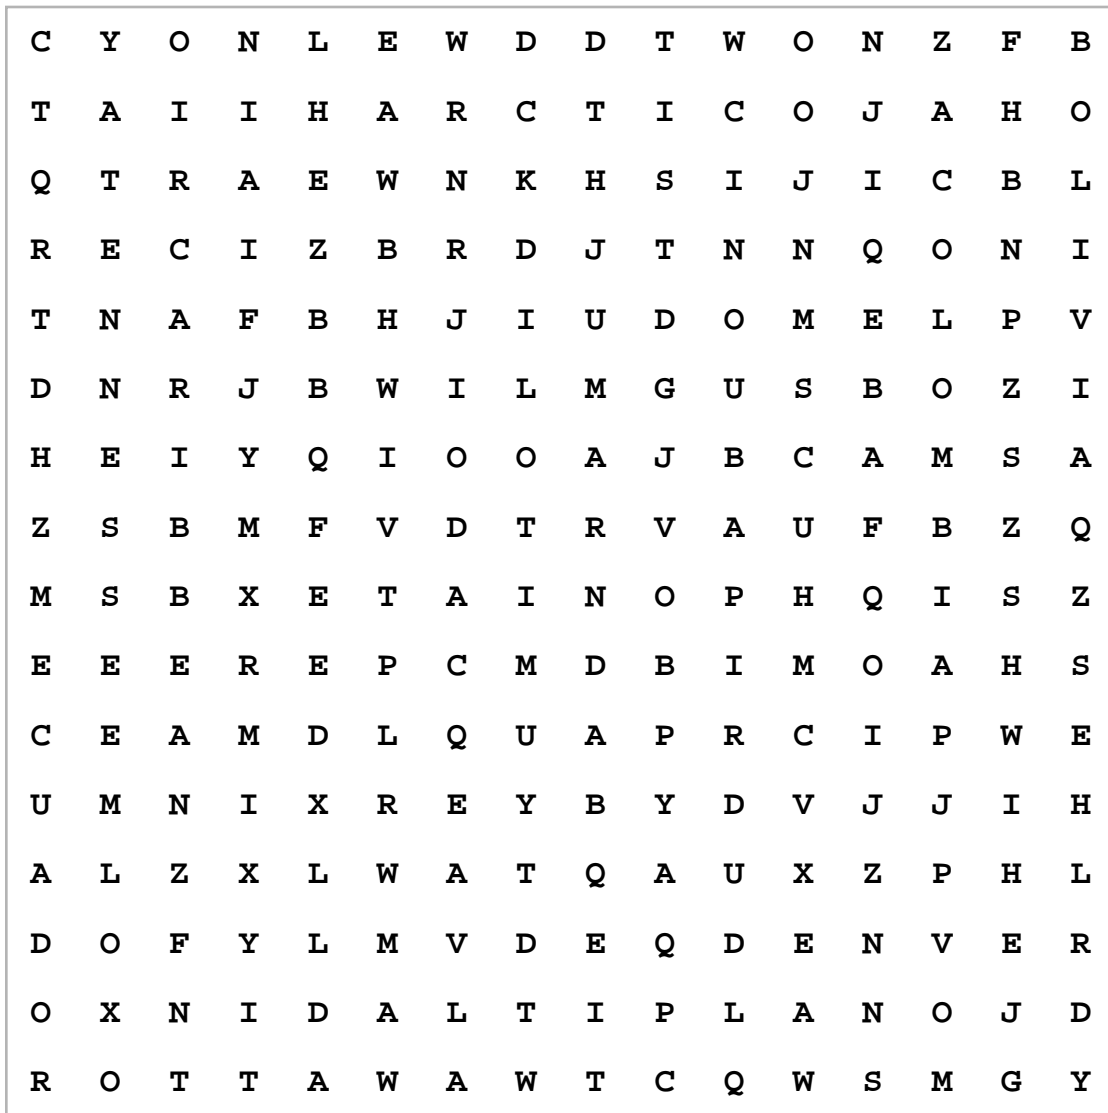 C Y O N L E W D D T W O N Z F B
T A I I H A R C T I C O J A H O
Q T R A E W N K H S I J I C B L
R E C I Z B R D J T N N Q O N I
T N A F B H J I U D O M E L P V
D N R J B W I L M G U S B O Z I
H E I Y Q I O O A J B C A M S A
Z S B M F V D T R V A U F B Z Q
M S B X E T A I N O P H Q I S Z
E E E R E P C M D B I M O A H S
C E A M D L Q U A P R C I P W E
U M N I X R E Y B Y D V J J I H
A L Z X L W A T Q A U X Z P H L
D O F Y L M V D E Q D E N V E R
O X N I D A L T I P L A N O J D
R O T T A W A W T C Q W S M G Y